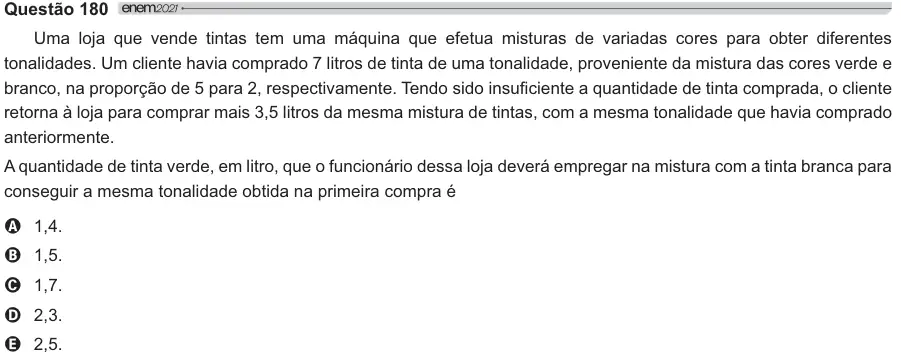 Questão 180 enem2021
Uma loja que vende tintas tem uma máquina que efetua misturas de variadas cores para obter diferentes
tonalidades. Um cliente havia comprado 7 litros de tinta de uma tonalidade, proveniente da mistura das cores verde e
branco, na proporção de 5 para 2, respectivamente. Tendo sido insuficiente a quantidade de tinta comprada, o cliente
retorna à loja para comprar mais 3,5 litros da mesma mistura de tintas, com a mesma tonalidade que havia comprado
anteriormente.
A quantidade de tinta verde, em litro, que o funcionário dessa loja deverá empregar na mistura com a tinta branca para
conseguir a mesma tonalidade obtida na primeira compra é
A 1,4.
B 1,5.
C 1,7.
D 2,3.
E 2,5.